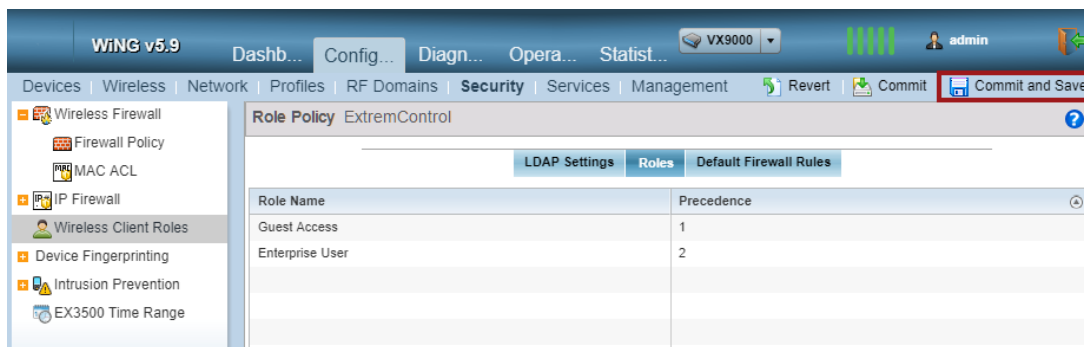 WiNG v5.9
Dashb... Config... Diagn... Opera... Statist...
VX9000
admin
Devices | Wireless | Network | Profiles | RF Domains | Security | Services | Management
Revert | Commit
Commit and Save
Wireless Firewall
Firewall Policy
MAC ACL
IP Firewall
Wireless Client Roles
Device Fingerprinting
Intrusion Prevention
EX3500 Time Range
Role Policy ExtremControl
?
LDAP Settings Roles Default Firewall Rules
Role Name Precedence
Guest Access 1
Enterprise User 2